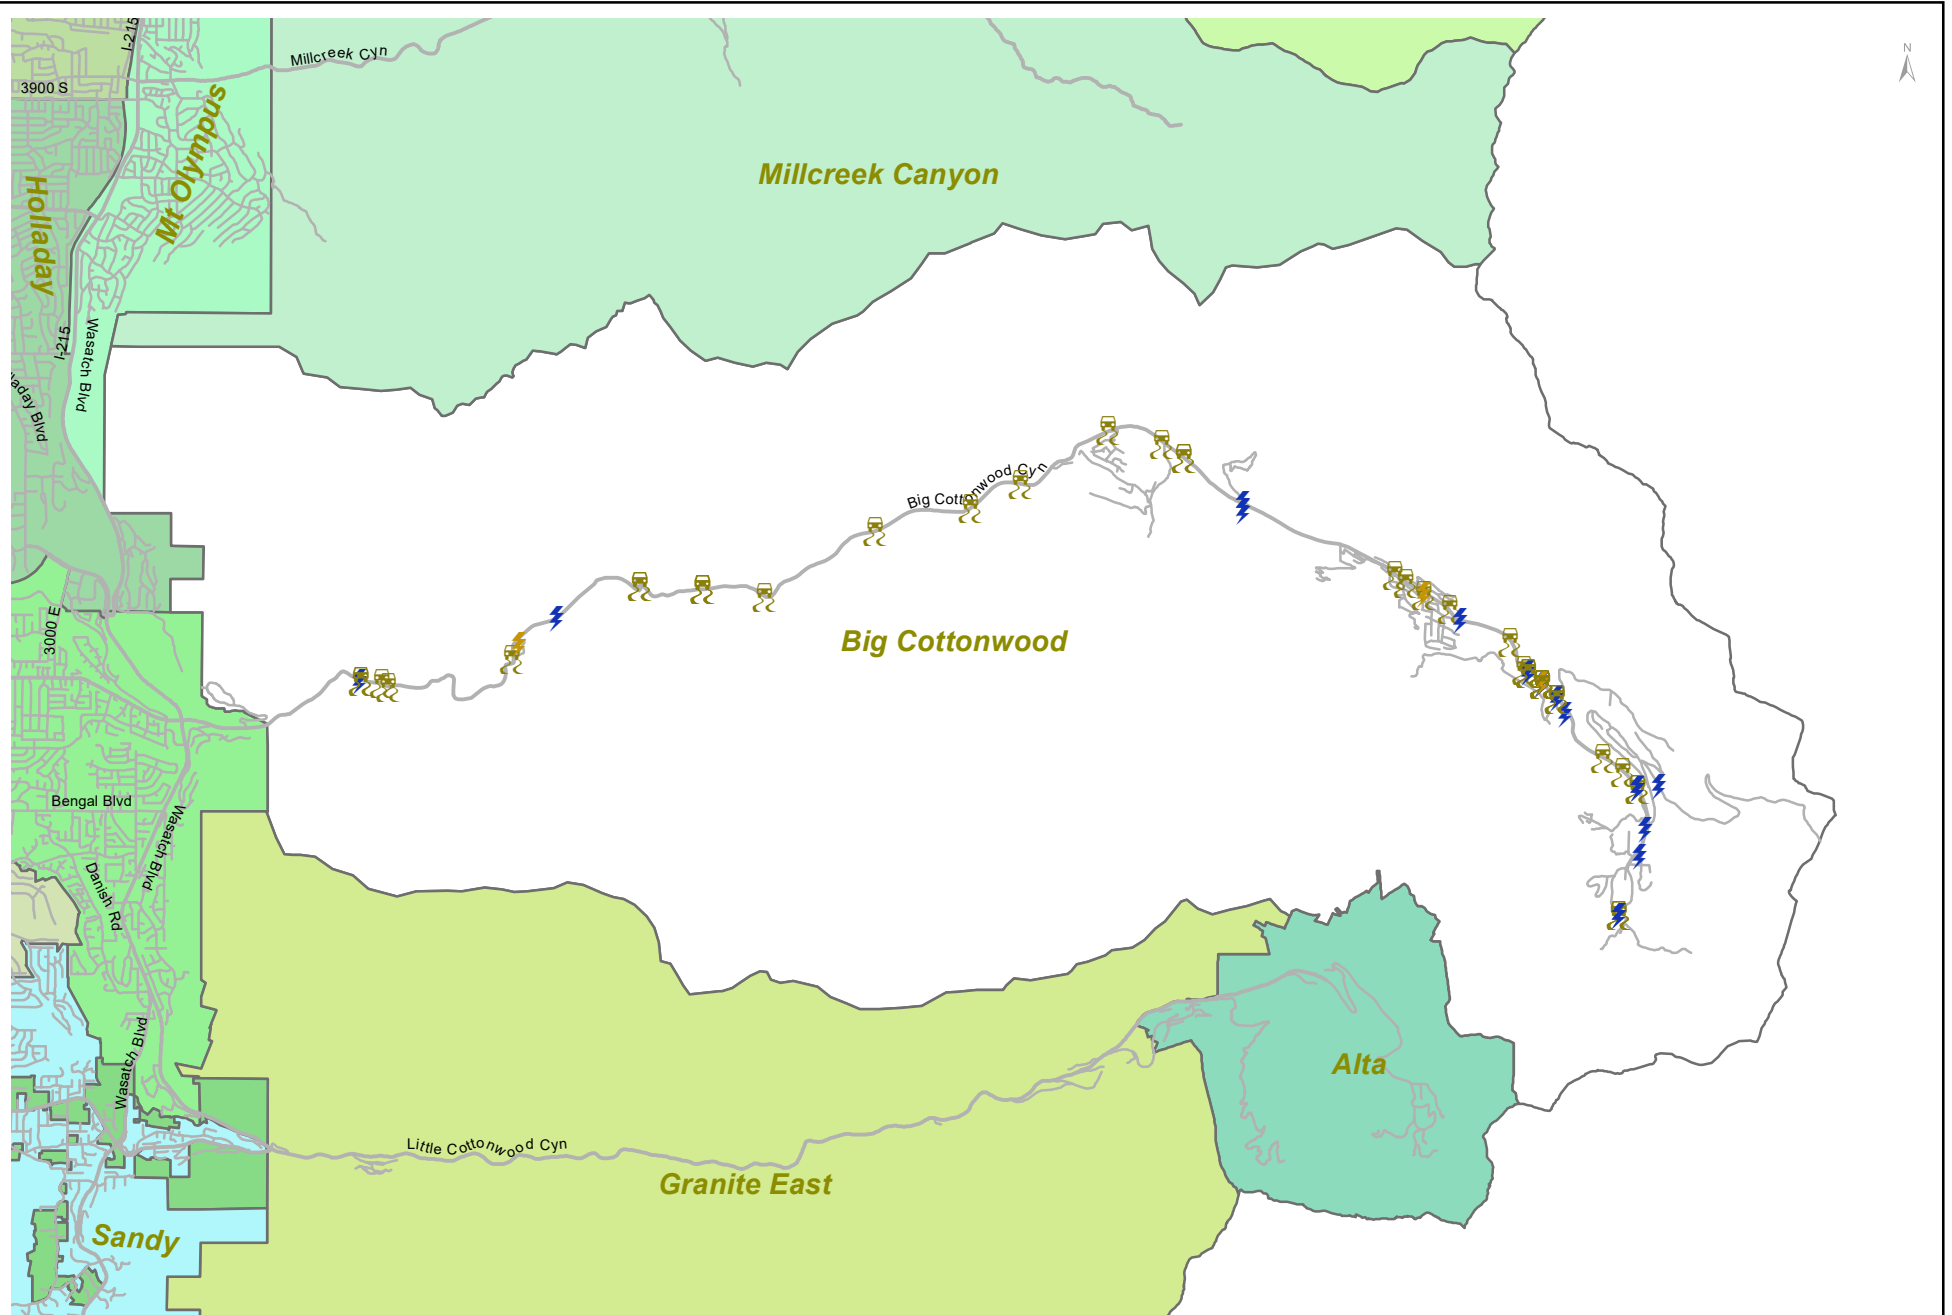 I-215
Millcreek Cyn
N
3900 S
Mt Olympus
Millcreek Canyon
Holladay
I-215
Wasatch Blvd
laday Blvd
Big Cottonwood Cyn
3000 E
Big Cottonwood
Bengal Blvd
Wasatch Blvd
Danish Rd
Wasatch Blvd
Alta
Little Cottonwood Cyn
Granite East
Sandy